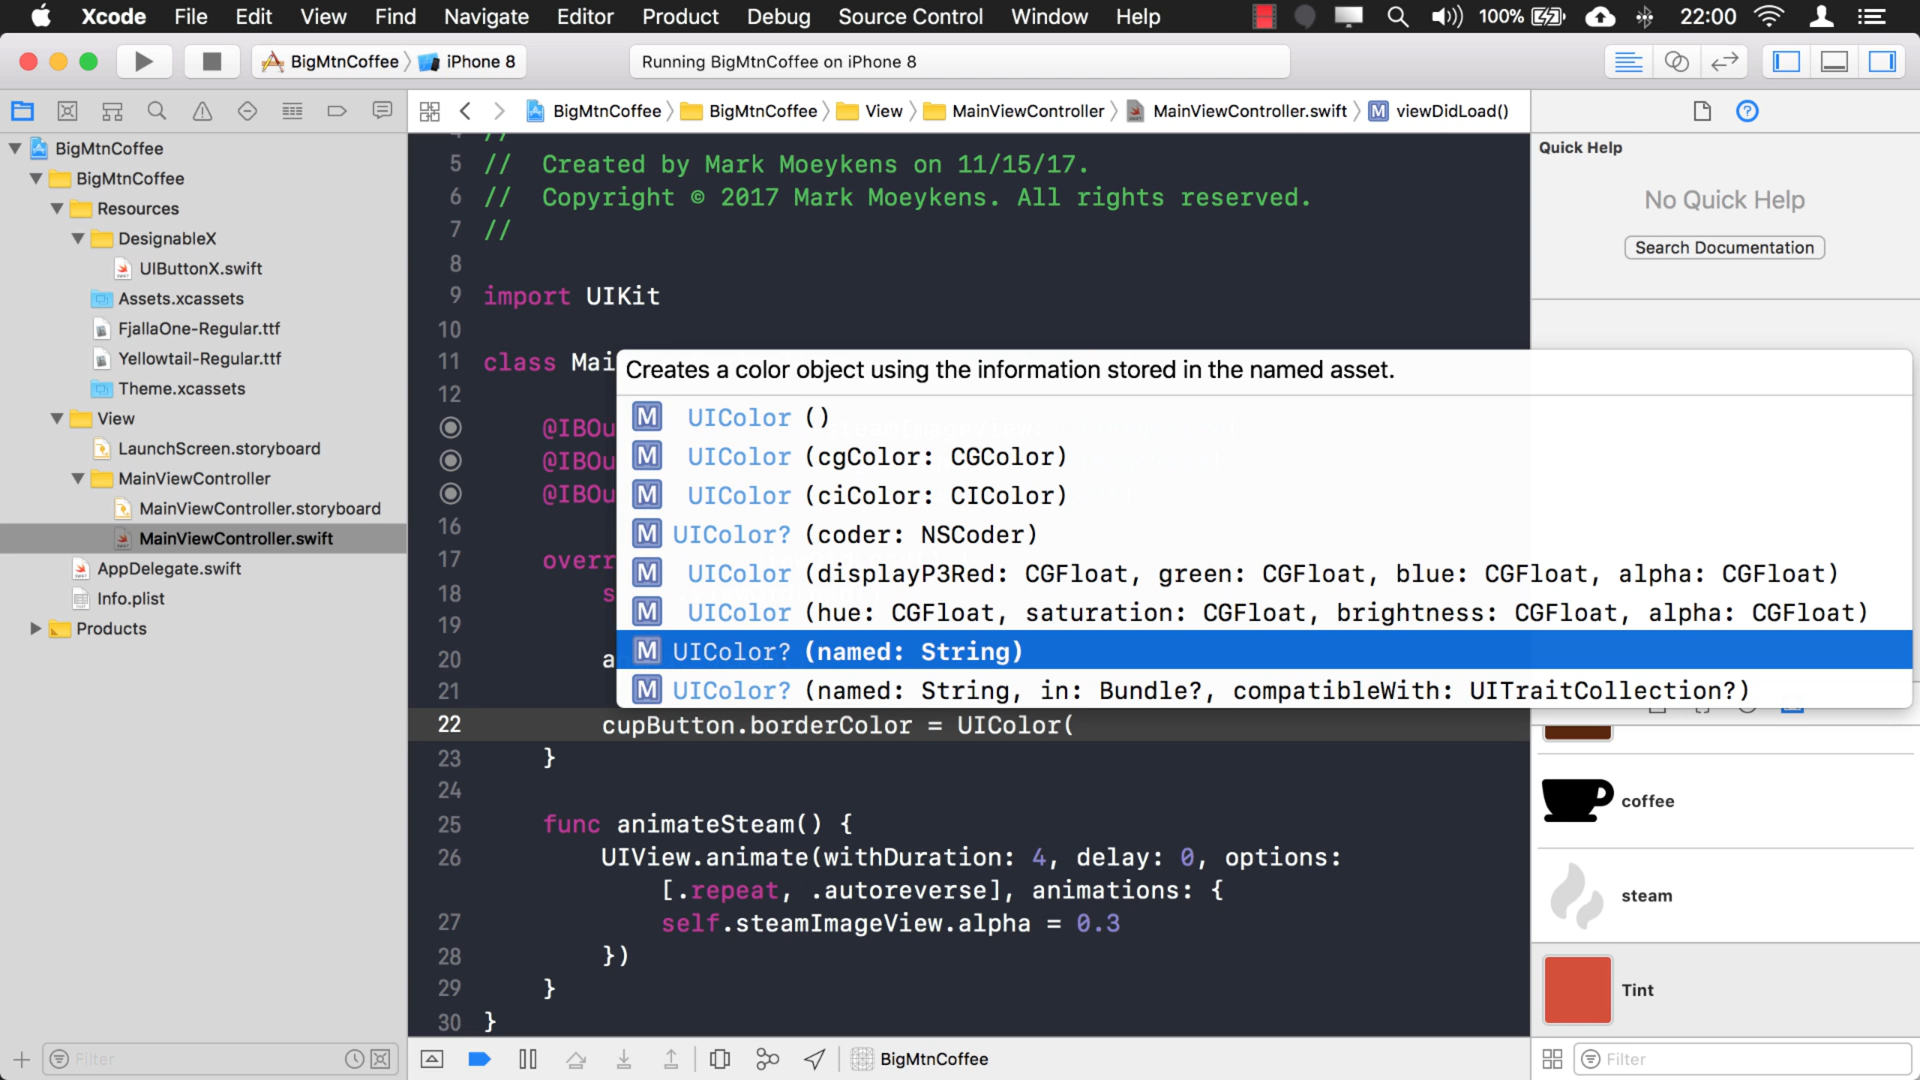 Xcode File Edit View Find Navigate Editor Product Debug Source Control Window Help 100% 22:00
BigMtnCoffee iPhone 8
Running BigMtnCoffee on iPhone 8
BigMtnCoffee BigMtnCoffee View MainViewController MainViewController.swift M viewDidLoad()
BigMtnCoffee
BigMtnCoffee
Resources
DesignableX
UIButtonX.swift
Assets.xcassets
FjallaOne-Regular.ttf
Yellowtail-Regular.ttf
Theme.xcassets
View
LaunchScreen.storyboard
MainViewController
MainViewController.storyboard
MainViewController.swift
AppDelegate.swift
Info.plist
Products
Filter
5 // Created by Mark Moeykens on 11/15/17.
6 // Copyright © 2017 Mark Moeykens. All rights reserved.
7 //
8
9 import UIKit
10
11 class Mai
12
@IBOu
@IBOu
@IBOu
16
17 overr
18 s
19
20 a
21
Creates a color object using the information stored in the named asset.
M UIColor ()
M UIColor (cgColor: CGColor)
M UIColor (ciColor: CIColor)
M UIColor? (coder: NSCoder)
M UIColor (displayP3Red: CGFloat, green: CGFloat, blue: CGFloat, alpha: CGFloat)
M UIColor (hue: CGFloat, saturation: CGFloat, brightness: CGFloat, alpha: CGFloat)
M UIColor? (named: String)
M UIColor? (named: String, in: Bundle?, compatibleWith: UITraitCollection?)
22 cupButton.borderColor = UIColor(
23 }
24
25 func animateSteam() {
26 UIView.animate(withDuration: 4, delay: 0, options:
[.repeat, .autoreverse], animations: {
27 self.steamImageView.alpha = 0.3
28 })
29 }
30 }
BigMtnCoffee
Quick Help
No Quick Help
Search Documentation
coffee
steam
Tint
Filter